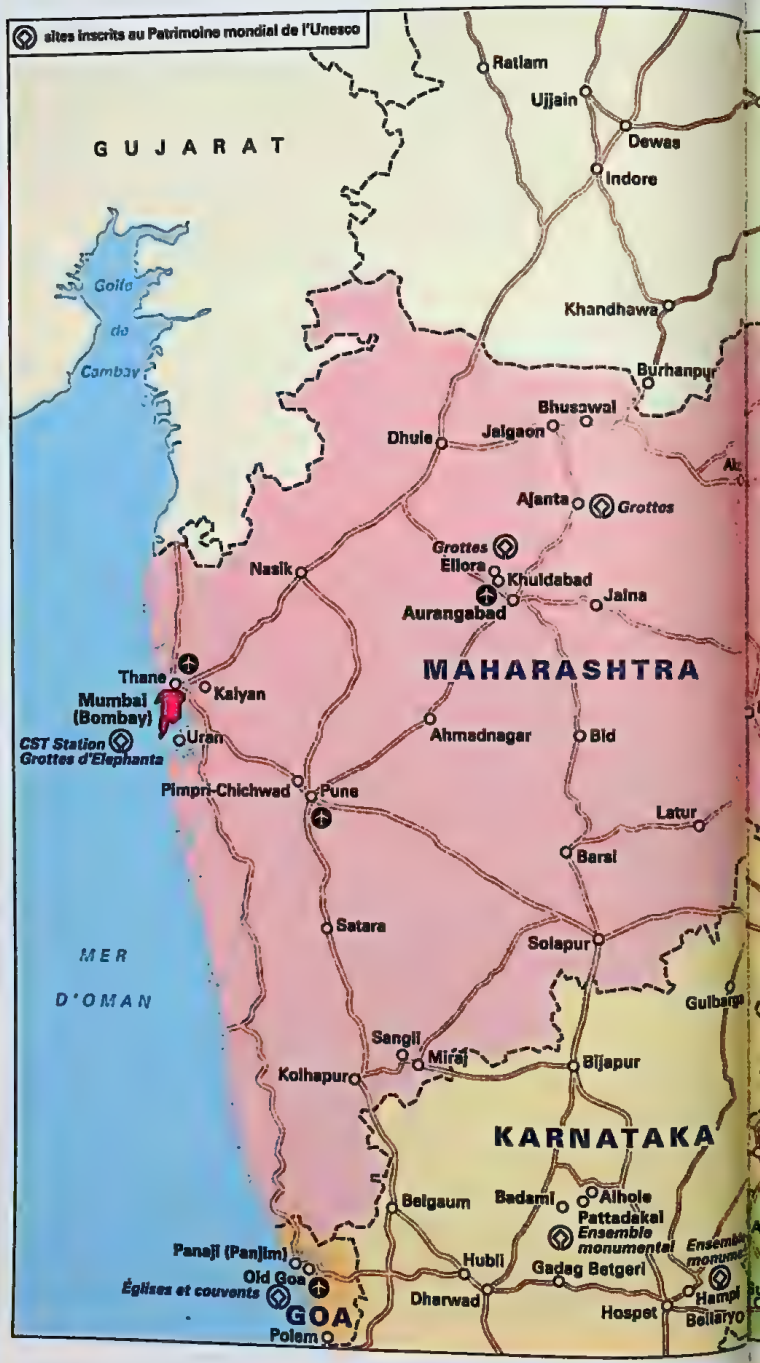 sites inscrits au Patrimoine mondial de l'Unesco
Ratlam
Ujjain
Dewas
GUJARAT
Indore
Golfe
de
Cambay
Khandhawa
Burhanpur
Bhusawal
Jalgaon
Dhule
Ajanta
Grottes
Grottes
Ellora
Khuldabad
Nasik
Aurangabad
Jalna
MAHARASHTRA
Thane
Kalyan
Mumbai
(Bombay)
Uran
CST Station
Grottes d'Elephanta
Ahmadnagar
Bid
Pimpri-Chichwad
Pune
Latur
Barsi
Satara
Solapur
MER
D'OMAN
Gulbarga
Sangli
Miraj
Kolhapur
Bijapur
KARNATAKA
Belgaum
Badami
Aihole
Pattadakal
Ensemble
monumental
Panaji (Panjim)
Old Goa
Hubli
Églises et couvents
Gadag Betgeri
Dharwad
Hampi
GOA
Hospet
Polem